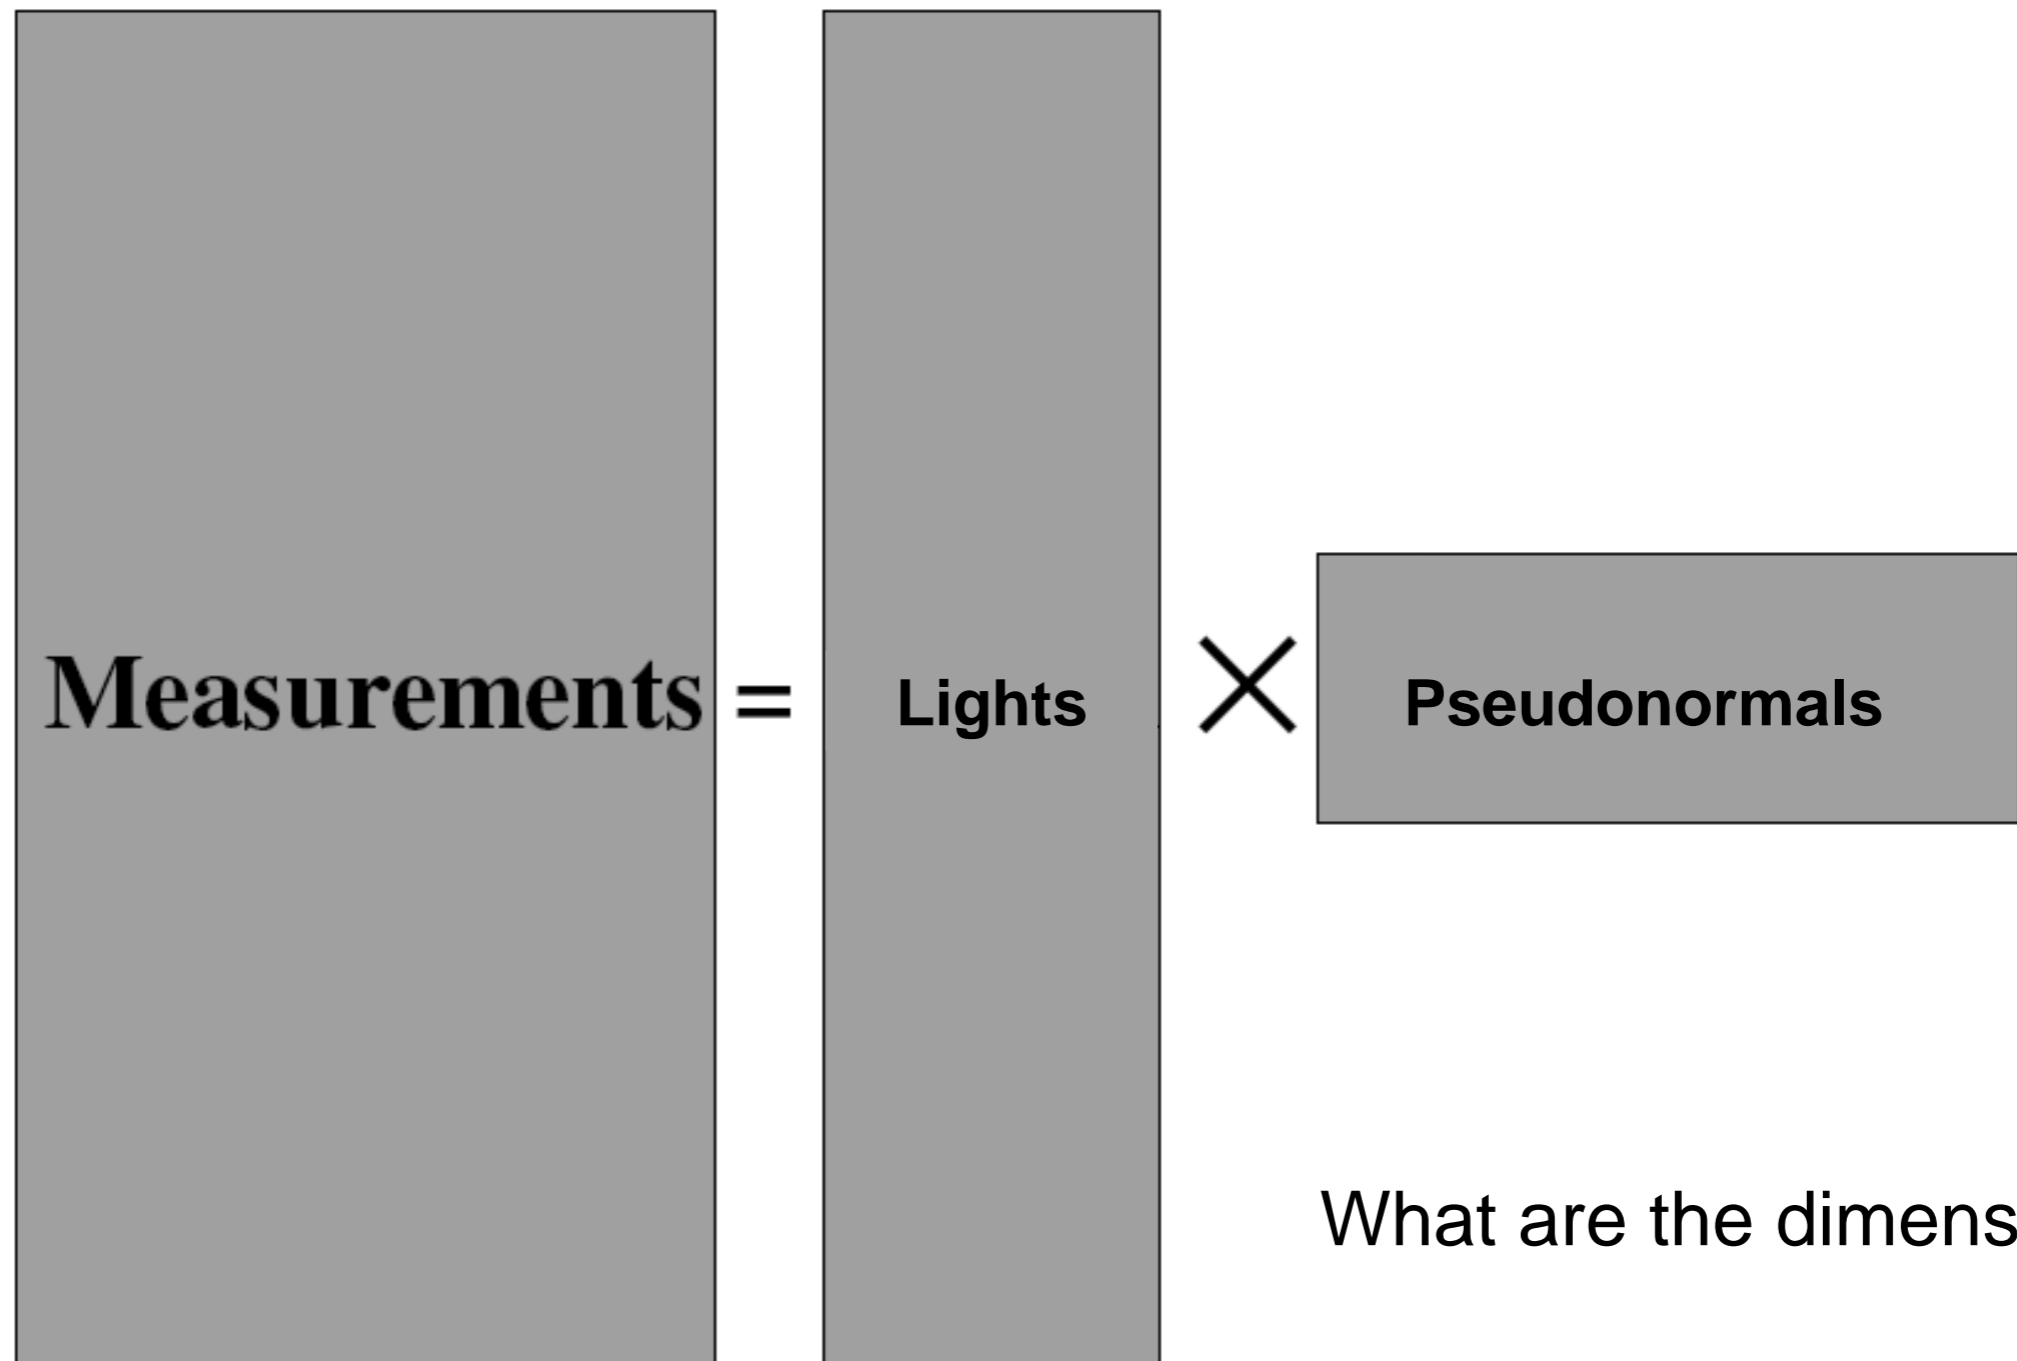 Measurements = Lights × Pseudonormals
What are the dimens